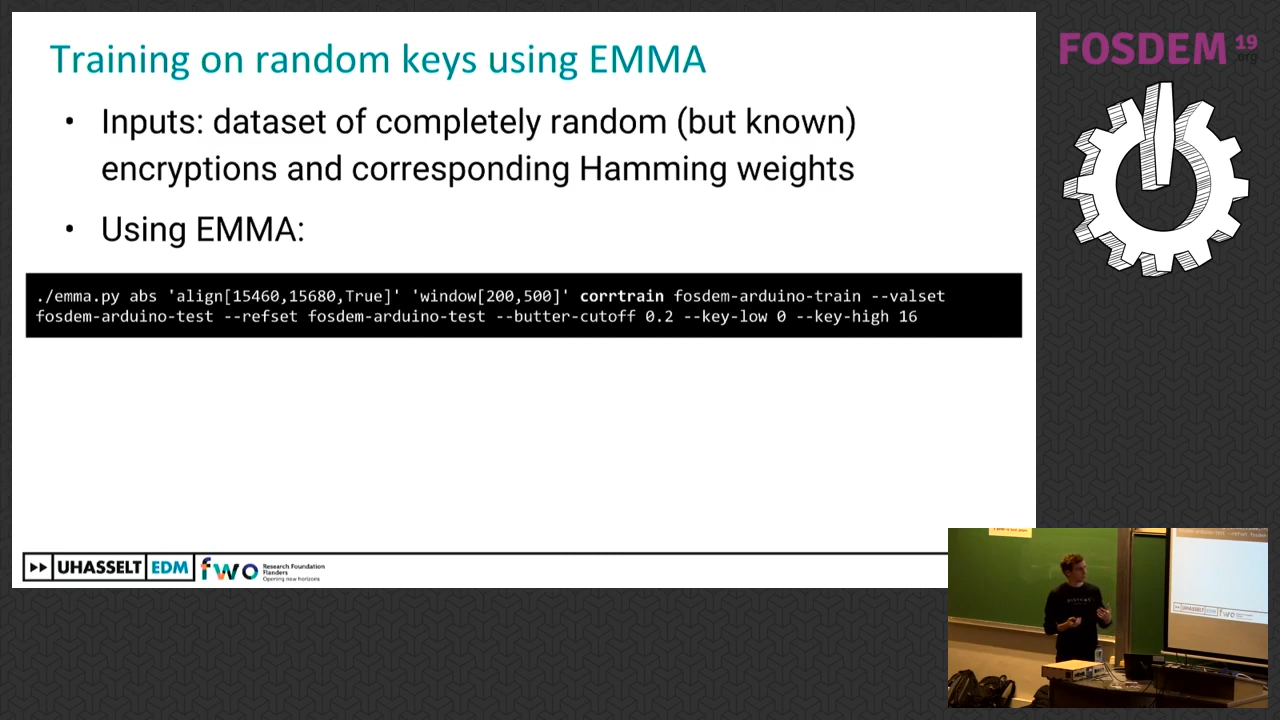 Training on random keys using EMMA
• Inputs: dataset of completely random (but known)
encryptions and corresponding Hamming weights
• Using EMMA:
./emma.py abs 'align[15460,15680,True]' 'window[200,500]' corrtrain fosdem-arduino-train --valset
fosdem-arduino-test --refset fosdem-arduino-test --butter-cutoff 0.2 --key-low 0 --key-high 16
UHASSELT EDM
fwo
Research Foundation
Flanders
Opening new horizons
FOSDEM 19
.org
UHASSELT EDM
fwo